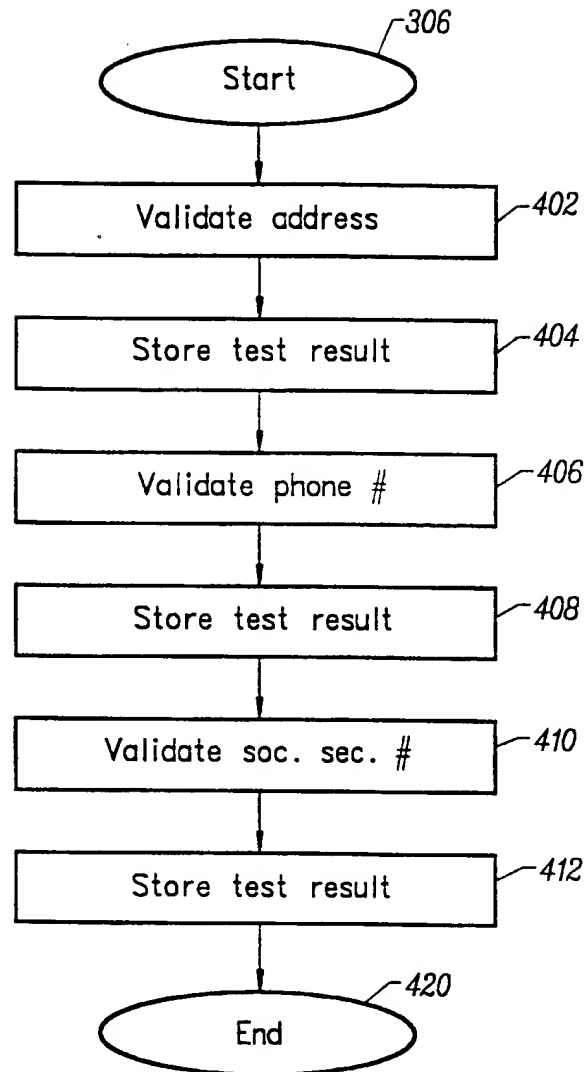 306
Start
Validate address
402
Store test result
404
Validate phone #
406
Store test result
408
Validate soc. sec. #
410
Store test result
412
420
End